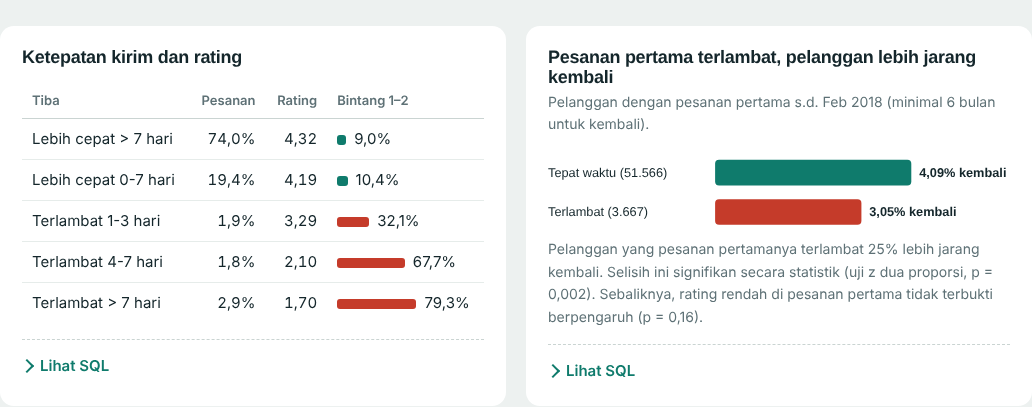 Ketepatan kirim dan rating
Tiba Pesanan Rating Bintang 1–2
Lebih cepat > 7 hari 74,0% 4,32 9,0%
Lebih cepat 0-7 hari 19,4% 4,19 10,4%
Terlambat 1-3 hari 1,9% 3,29 32,1%
Terlambat 4-7 hari 1,8% 2,10 67,7%
Terlambat > 7 hari 2,9% 1,70 79,3%
Lihat SQL
Pesanan pertama terlambat, pelanggan lebih jarang
kembali
Pelanggan dengan pesanan pertama s.d. Feb 2018 (minimal 6 bulan
untuk kembali).
Tepat waktu (51.566) 4,09% kembali
Terlambat (3.667) 3,05% kembali
Pelanggan yang pesanan pertamanya terlambat 25% lebih jarang
kembali. Selisih ini signifikan secara statistik (uji z dua proporsi, p =
0,002). Sebaliknya, rating rendah di pesanan pertama tidak terbukti
berpengaruh (p = 0,16).
Lihat SQL